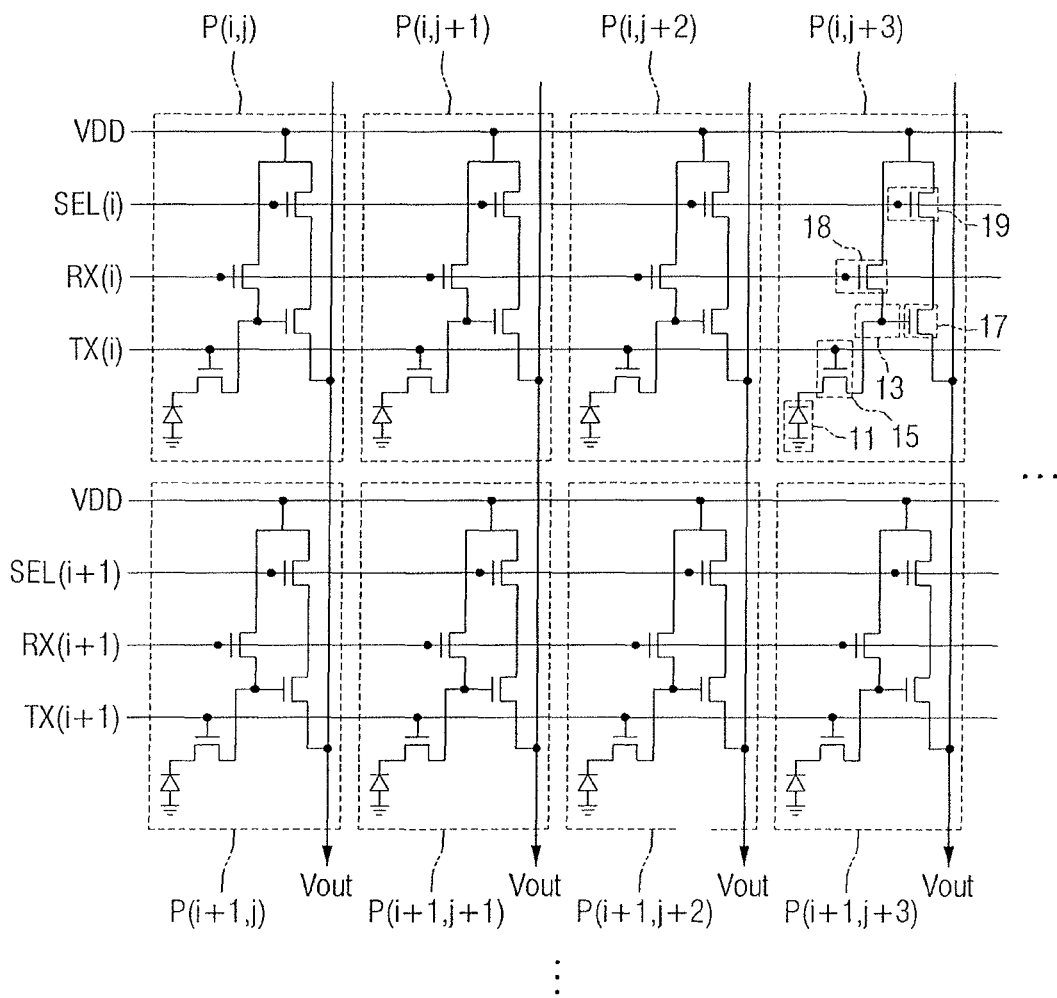 P(i,j) P(i,j+1) P(i,j+2) P(i,j+3)
VDD
SEL(i)
19
18
RX(i)
17
TX(i)
13
11 15
...
VDD
SEL(i+1)
RX(i+1)
TX(i+1)
Vout Vout Vout Vout
P(i+1,j) P(i+1,j+1) P(i+1,j+2) P(i+1,j+3)
...